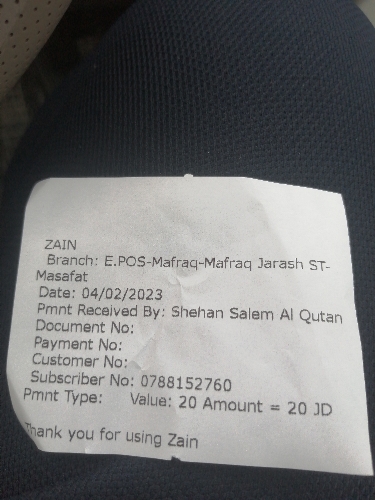 ZAIN
Branch: E.POS-Mafraq-Mafraq Jarash ST-
Masafat
Date: 04/02/2023
Pmnt Received By: Shehan Salem Al Qutan
Document No:
Payment No:
Customer No:
Subscriber No: 0788152760
Pmnt Type: Value: 20 Amount = 20 JD
Thank you for using Zain